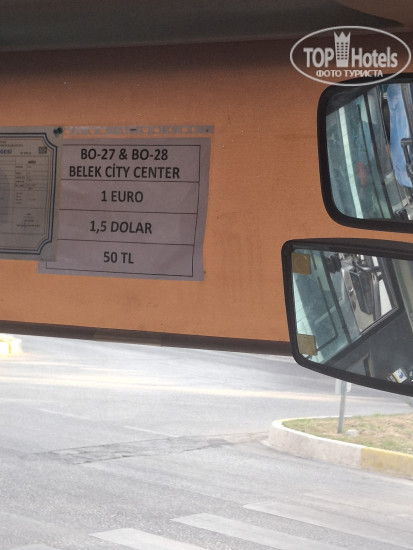 TOP Hotels
ФОТО ТУРИСТА
BO-27 & BO-28
BELEK CİTY CENTER
1 EURO
1,5 DOLAR
50 TL